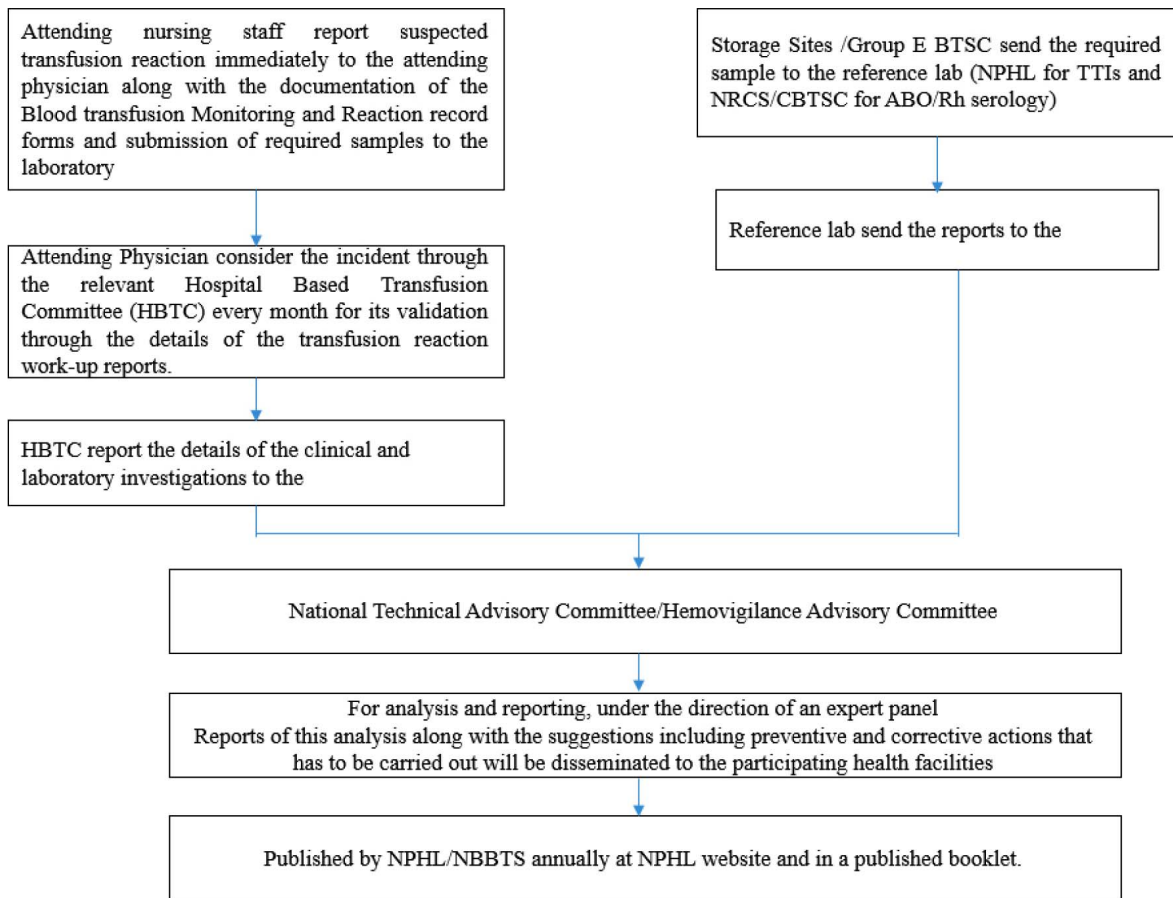 Attending nursing staff report suspected
transfusion reaction immediately to the attending
physician along with the documentation of the
Blood transfusion Monitoring and Reaction record
forms and submission of required samples to the
laboratory
Attending Physician consider the incident through
the relevant Hospital Based Transfusion
Committee (HBTC) every month for its validation
through the details of the transfusion reaction
work-up reports.
HBTC report the details of the clinical and
laboratory investigations to the
Storage Sites /Group E BTSC send the required
sample to the reference lab (NPHL for TTIs and
NRCS/CBTSC for ABO/Rh serology)
Reference lab send the reports to the
National Technical Advisory Committee/Hemovigilance Advisory Committee
For analysis and reporting, under the direction of an expert panel
Reports of this analysis along with the suggestions including preventive and corrective actions that
has to be carried out will be disseminated to the participating health facilities
Published by NPHL/NBBTS annually at NPHL website and in a published booklet.